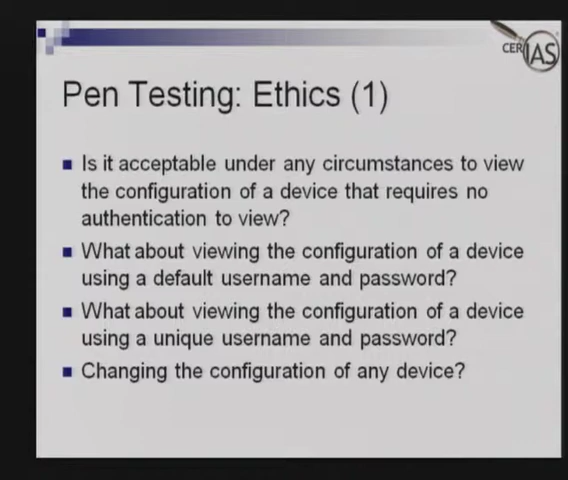 CERIAS
Pen Testing: Ethics (1)
Is it acceptable under any circumstances to view
the configuration of a device that requires no
authentication to view?
What about viewing the configuration of a device
using a default username and password?
What about viewing the configuration of a device
using a unique username and password?
Changing the configuration of any device?